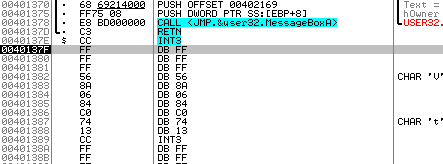 00401370 . 68 69214000 PUSH OFFSET 00402169 Text =
00401375 . FF75 08 PUSH DWORD PTR SS:[EBP+8] hOwner
00401378 . E8 BD000000 CALL <JMP.&user32.MessageBoxA> USER32.
0040137D . C3 RETN
0040137E $ CC INT3
0040137F FF DB FF
00401380 FF DB FF
00401381 FF DB FF
00401382 56 DB 56 CHAR 'V'
00401383 8A DB 8A
00401384 06 DB 06
00401385 84 DB 84
00401386 C0 DB C0
00401387 74 DB 74 CHAR 't'
00401388 13 DB 13
00401389 CC INT3
0040138A FF DB FF